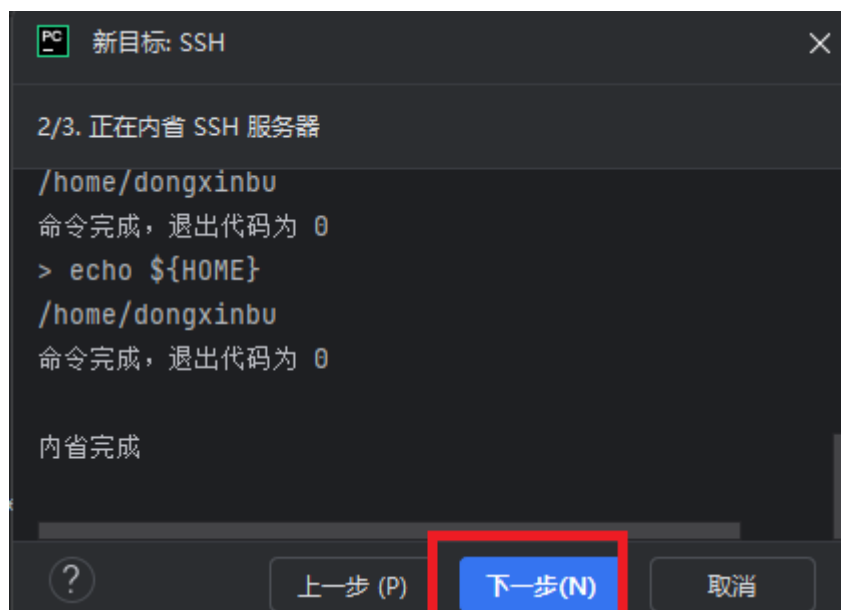 PC 新目标: SSH
2/3. 正在内省 SSH 服务器
/home/dongxinbu
命令完成，退出代码为 0
> echo ${HOME}
/home/dongxinbu
命令完成，退出代码为 0
内省完成
? 上一步 (P) 下一步(N) 取消